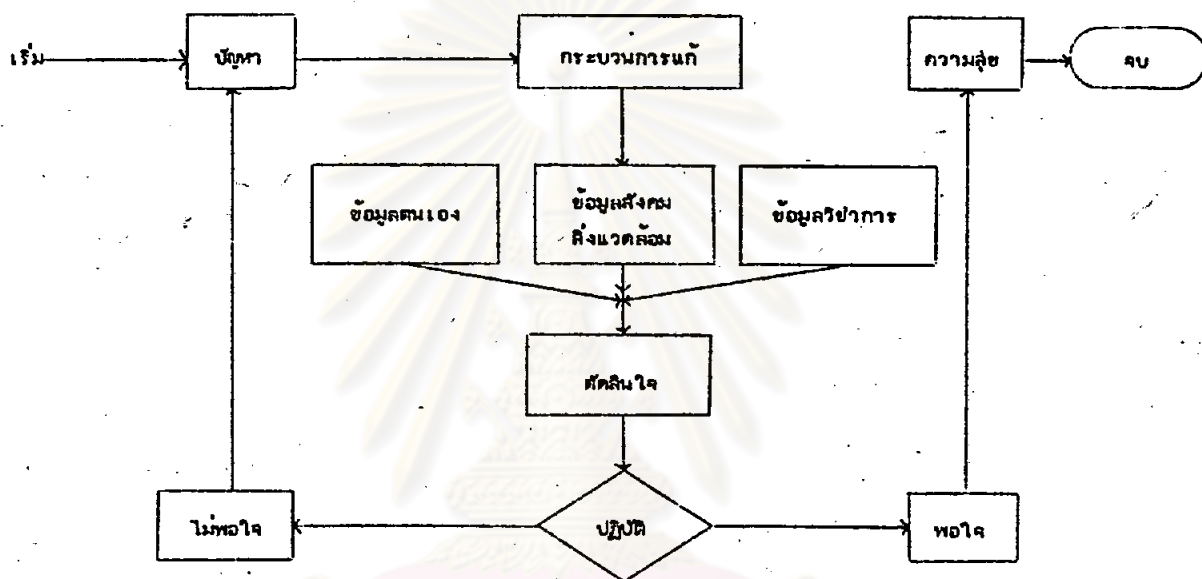 เริ่ม
ปัญหา
กระบวนการแก้
ความสุข
จบ
ข้อมูลตนเอง
ข้อมูลสังคม
สิ่งแวดล้อม
ข้อมูลวิชาการ
ตัดสินใจ
ไม่พอใจ
ปฏิบัติ
พอใจ